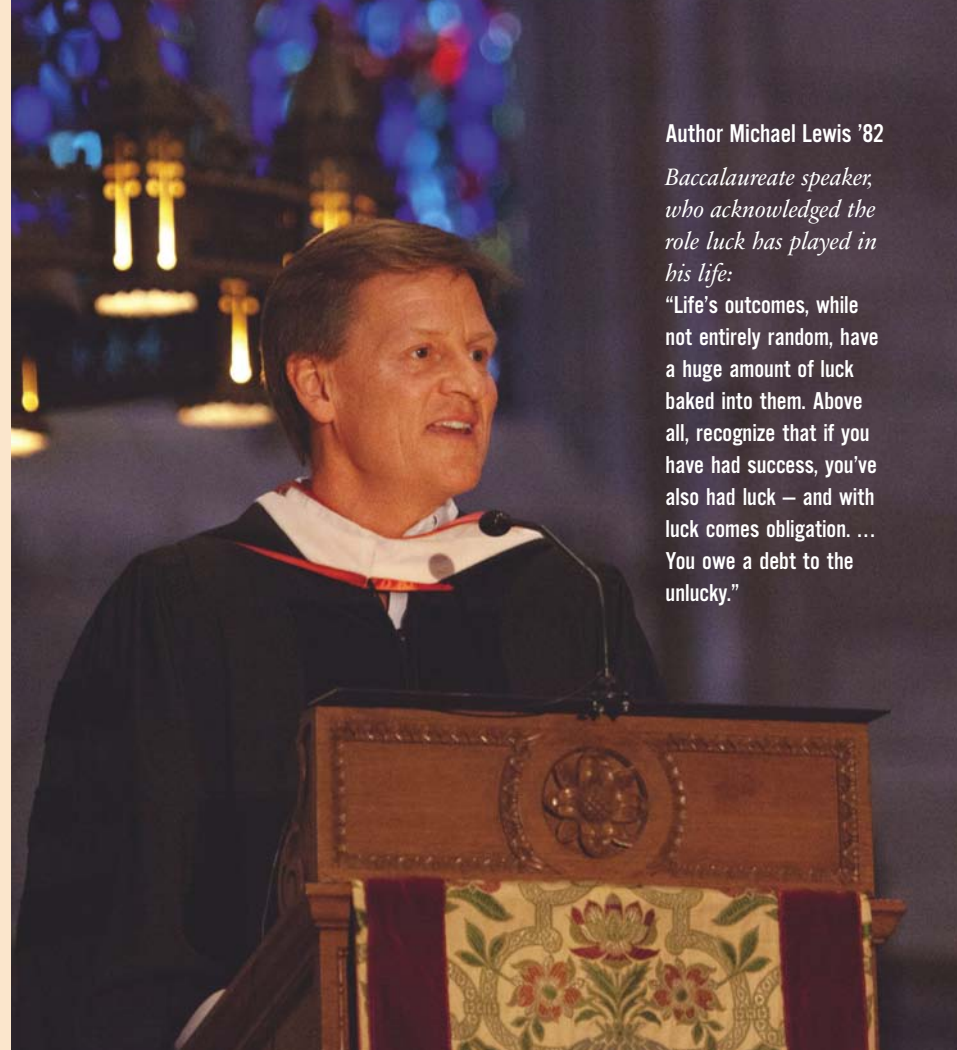 Author Michael Lewis ’82
Baccalaureate speaker,
who acknowledged the
role luck has played in
his life:
“Life’s outcomes, while
not entirely random, have
a huge amount of luck
baked into them. Above
all, recognize that if you
have had success, you’ve
also had luck — and with
luck comes obligation. …
You owe a debt to the
unlucky.”